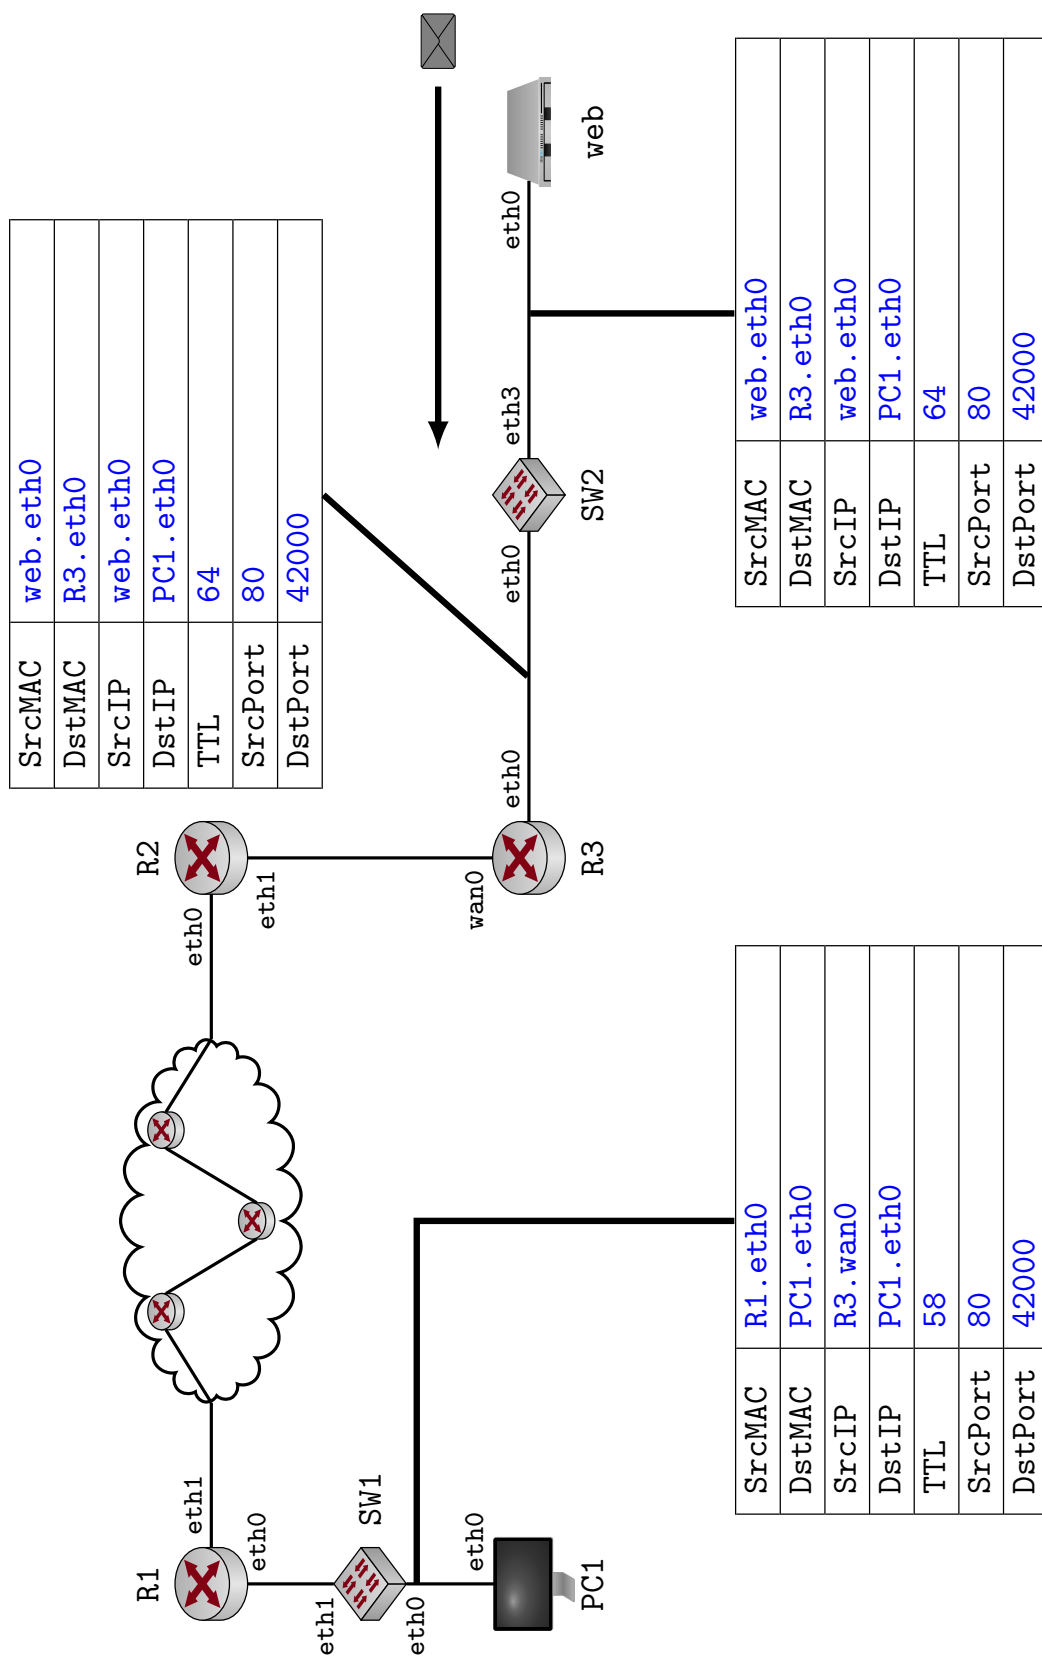 SrcMAC web.eth0
DstMAC R3.eth0
SrcIP web.eth0
DstIP PC1.eth0
TTL 64
SrcPort 80
DstPort 42000
R1
R2
eth1
eth0
eth0
eth1
eth1
SW1
eth0
eth0
wan0
eth0
eth0
eth3
eth0
PC1
R3
SW2
web
SrcMAC R1.eth0
DstMAC PC1.eth0
SrcIP R3.wan0
DstIP PC1.eth0
TTL 58
SrcPort 80
DstPort 42000
SrcMAC web.eth0
DstMAC R3.eth0
SrcIP web.eth0
DstIP PC1.eth0
TTL 64
SrcPort 80
DstPort 42000